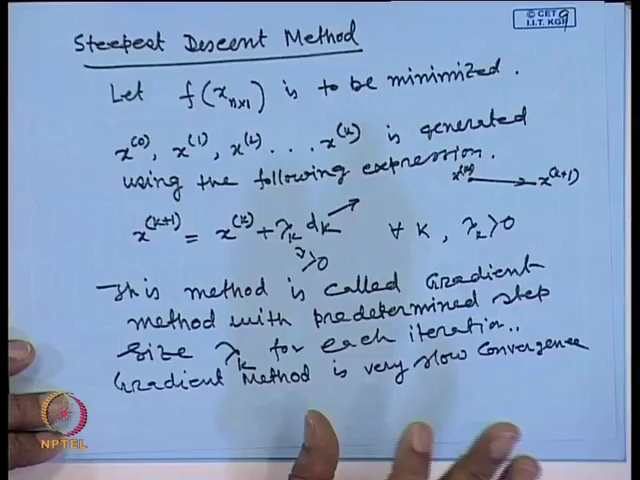 © CET
I.I.T. KGP
9
Steepest Descent Method
Let f(x_{n×1}) is to be minimized.
x^{(0)}, x^{(1)}, x^{(2)} . . . x^{(k)} is generated
using the following expression.
x^{(k)} → x^{(k+1)}
x^{(k+1)} = x^{(k)} + λ_k d_k ∀ k, λ_k > 0
> 0
This method is called Gradient
method with predetermined step
size λ_k for each iteration..
Gradient Method is very slow convergence
NPTEL